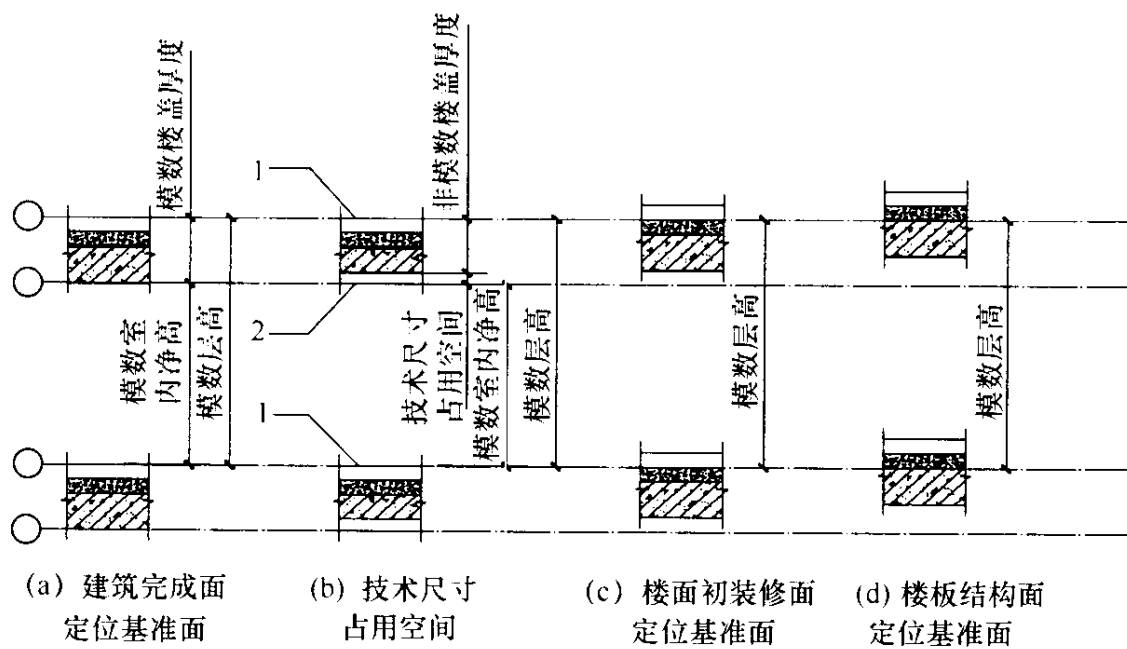 模数楼盖厚度
非模数楼盖厚度
1
2
模数室
内净高
模数层高
技术尺寸
占用空间
模数室内净高
模数层高
模数层高
模数层高
1
(a) 建筑完成面
定位基准面
(b) 技术尺寸
占用空间
(c) 楼面初装修面
定位基准面
(d) 楼板结构面
定位基准面